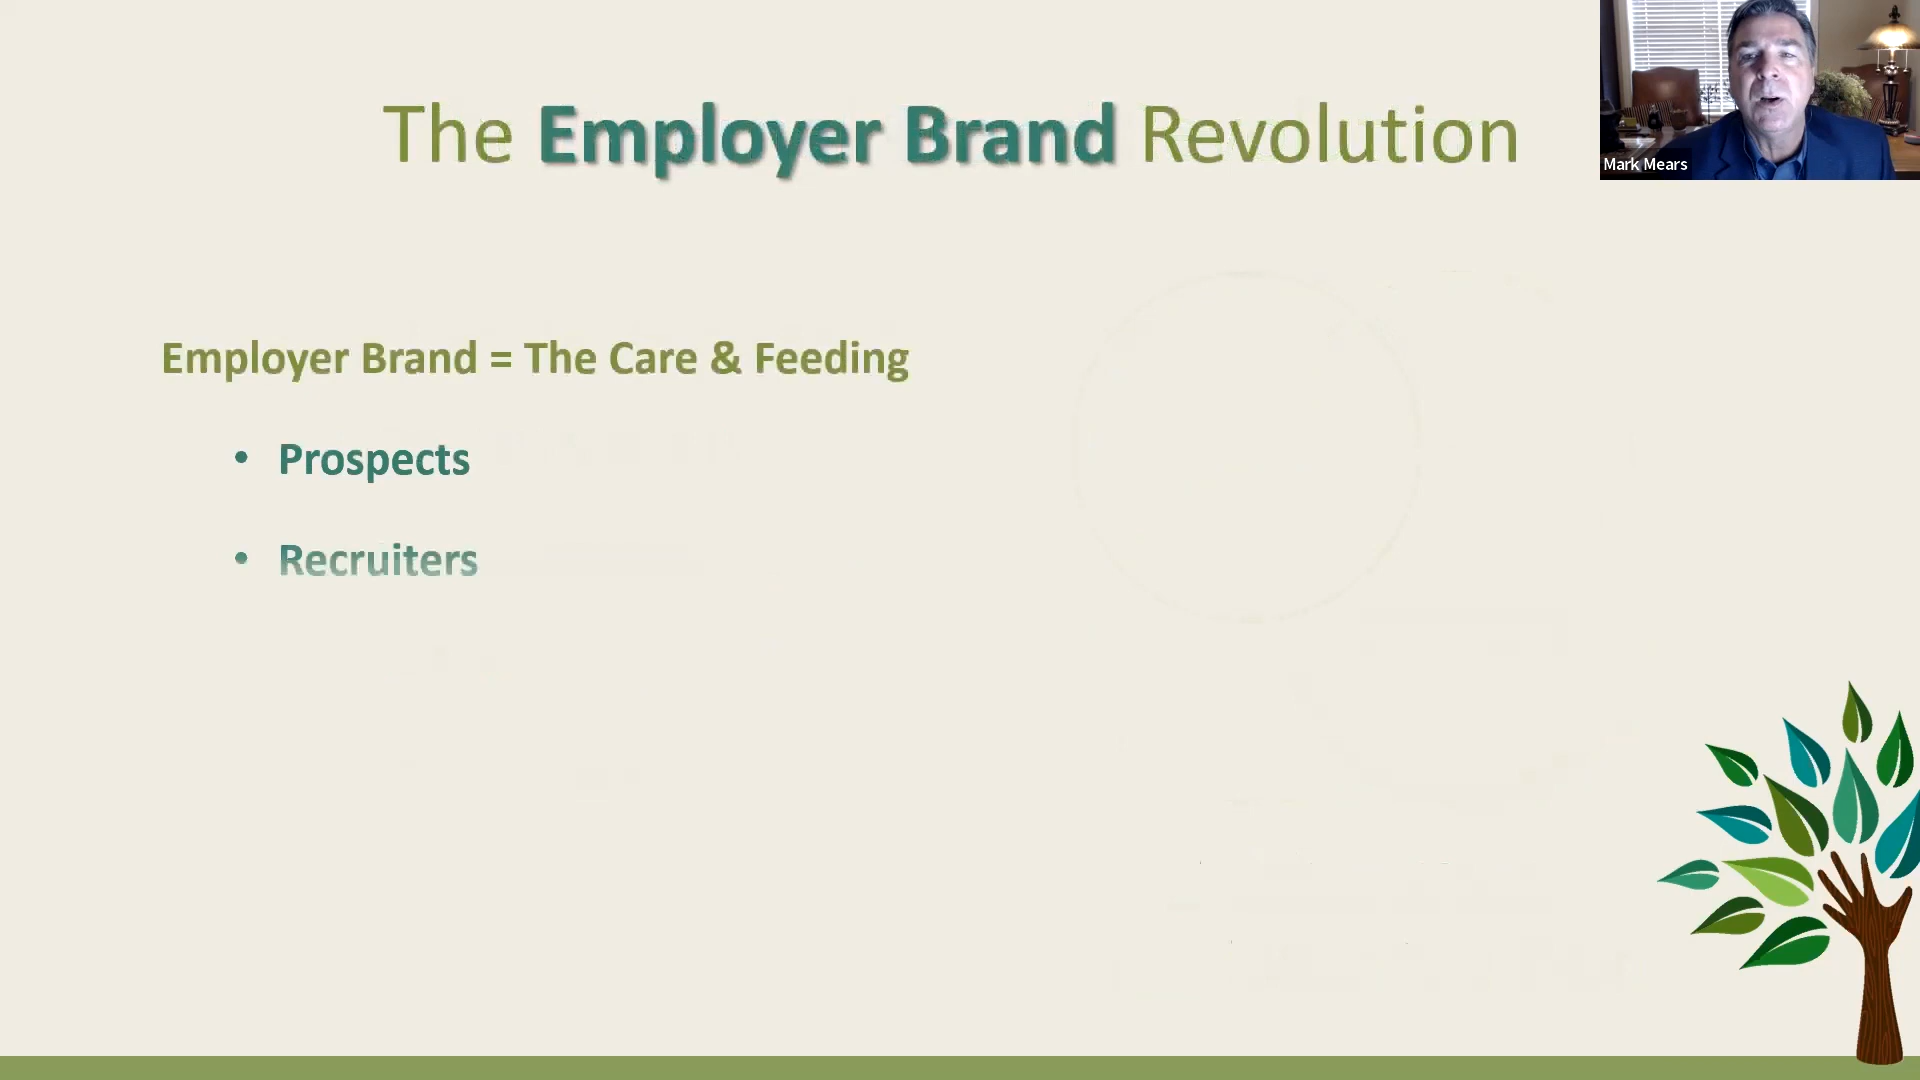 The Employer Brand Revolution
Mark Mears
Employer Brand = The Care & Feeding
• Prospects
• Recruiters